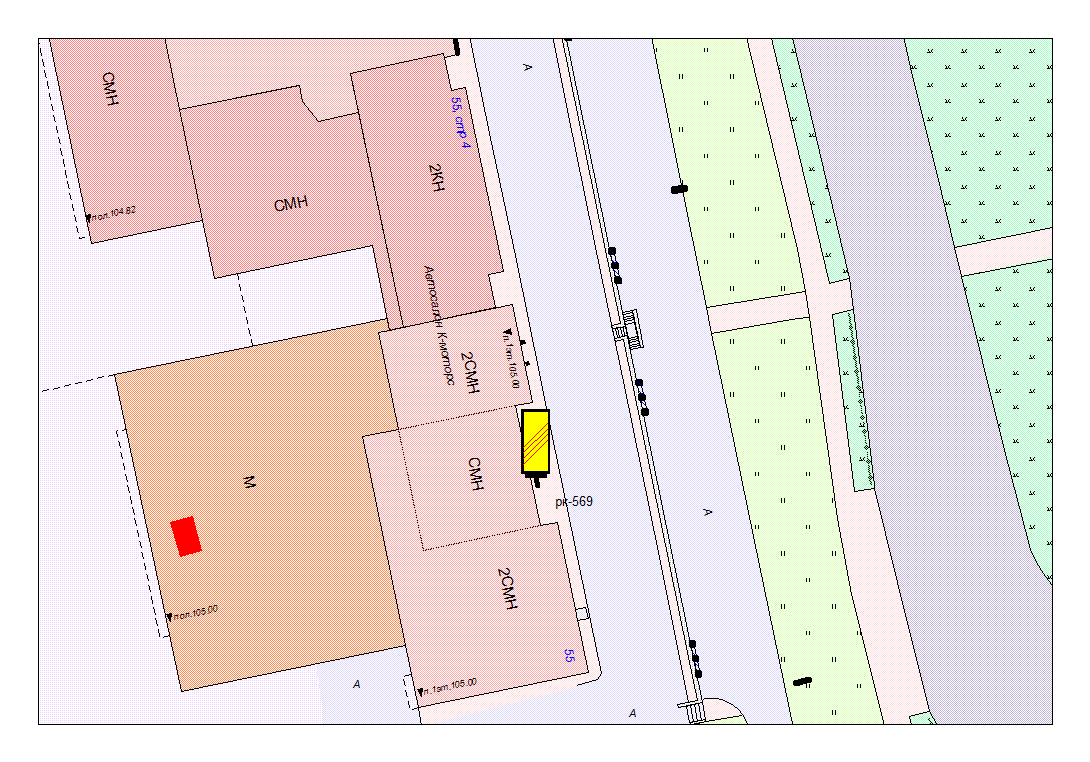 А
СМН
55, стр 4
2КН
СМН
пол.104.82
Автосалон К-моторс
п.1эт.105.00
2СМН
СМН
М
рк-569
А
2СМН
пол.105.00
55
п.1эт.105.00
А
А